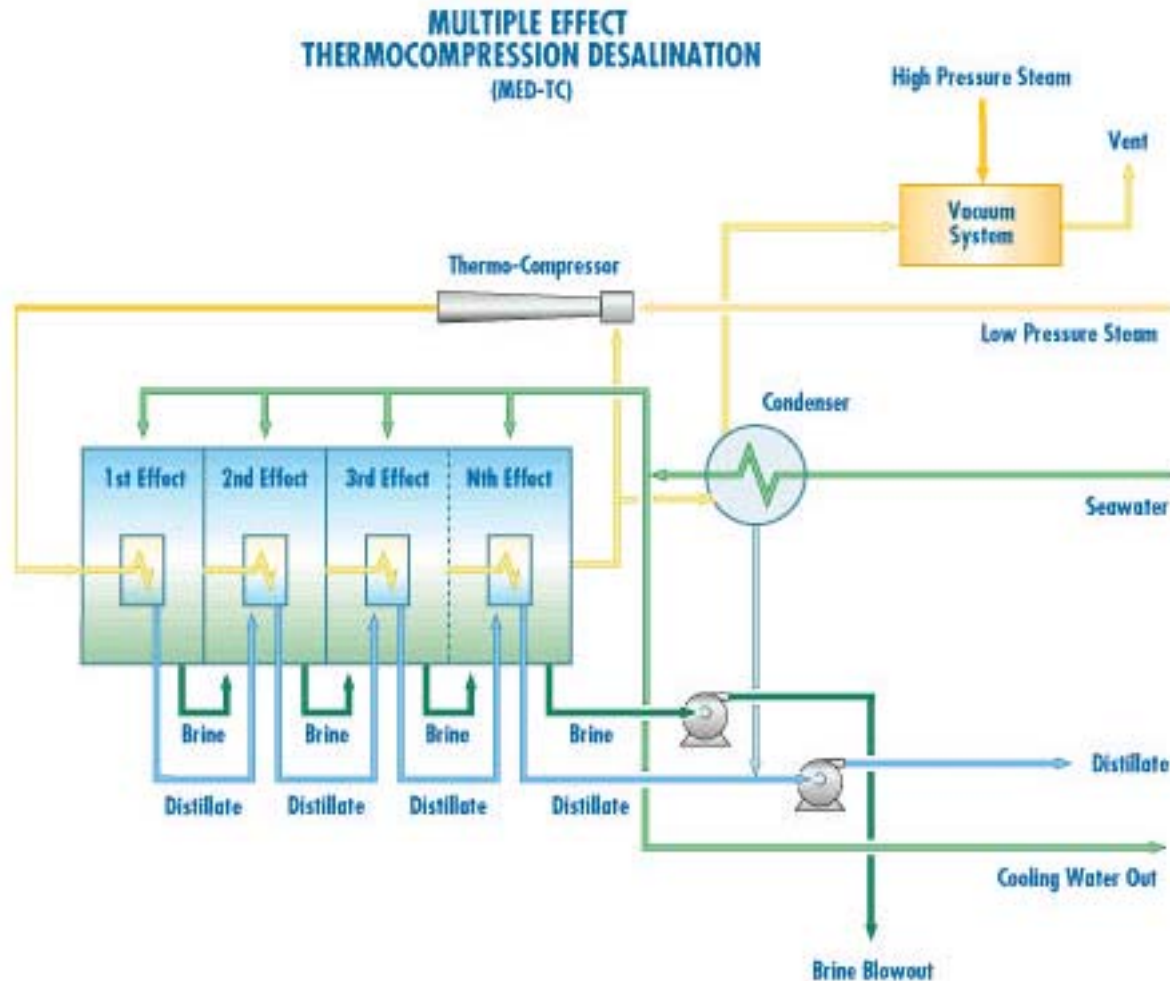 MULTIPLE EFFECT
THERMOCOMPRESSION DESALINATION
(MED-TC)
High Pressure Steam
Vent
Vacuum
System
Thermo-Compressor
Low Pressure Steam
Condenser
1st Effect
2nd Effect
3rd Effect
Nth Effect
Seawater
Brine
Brine
Brine
Brine
Distillate
Distillate
Distillate
Distillate
Distillate
Cooling Water Out
Brine Blowout